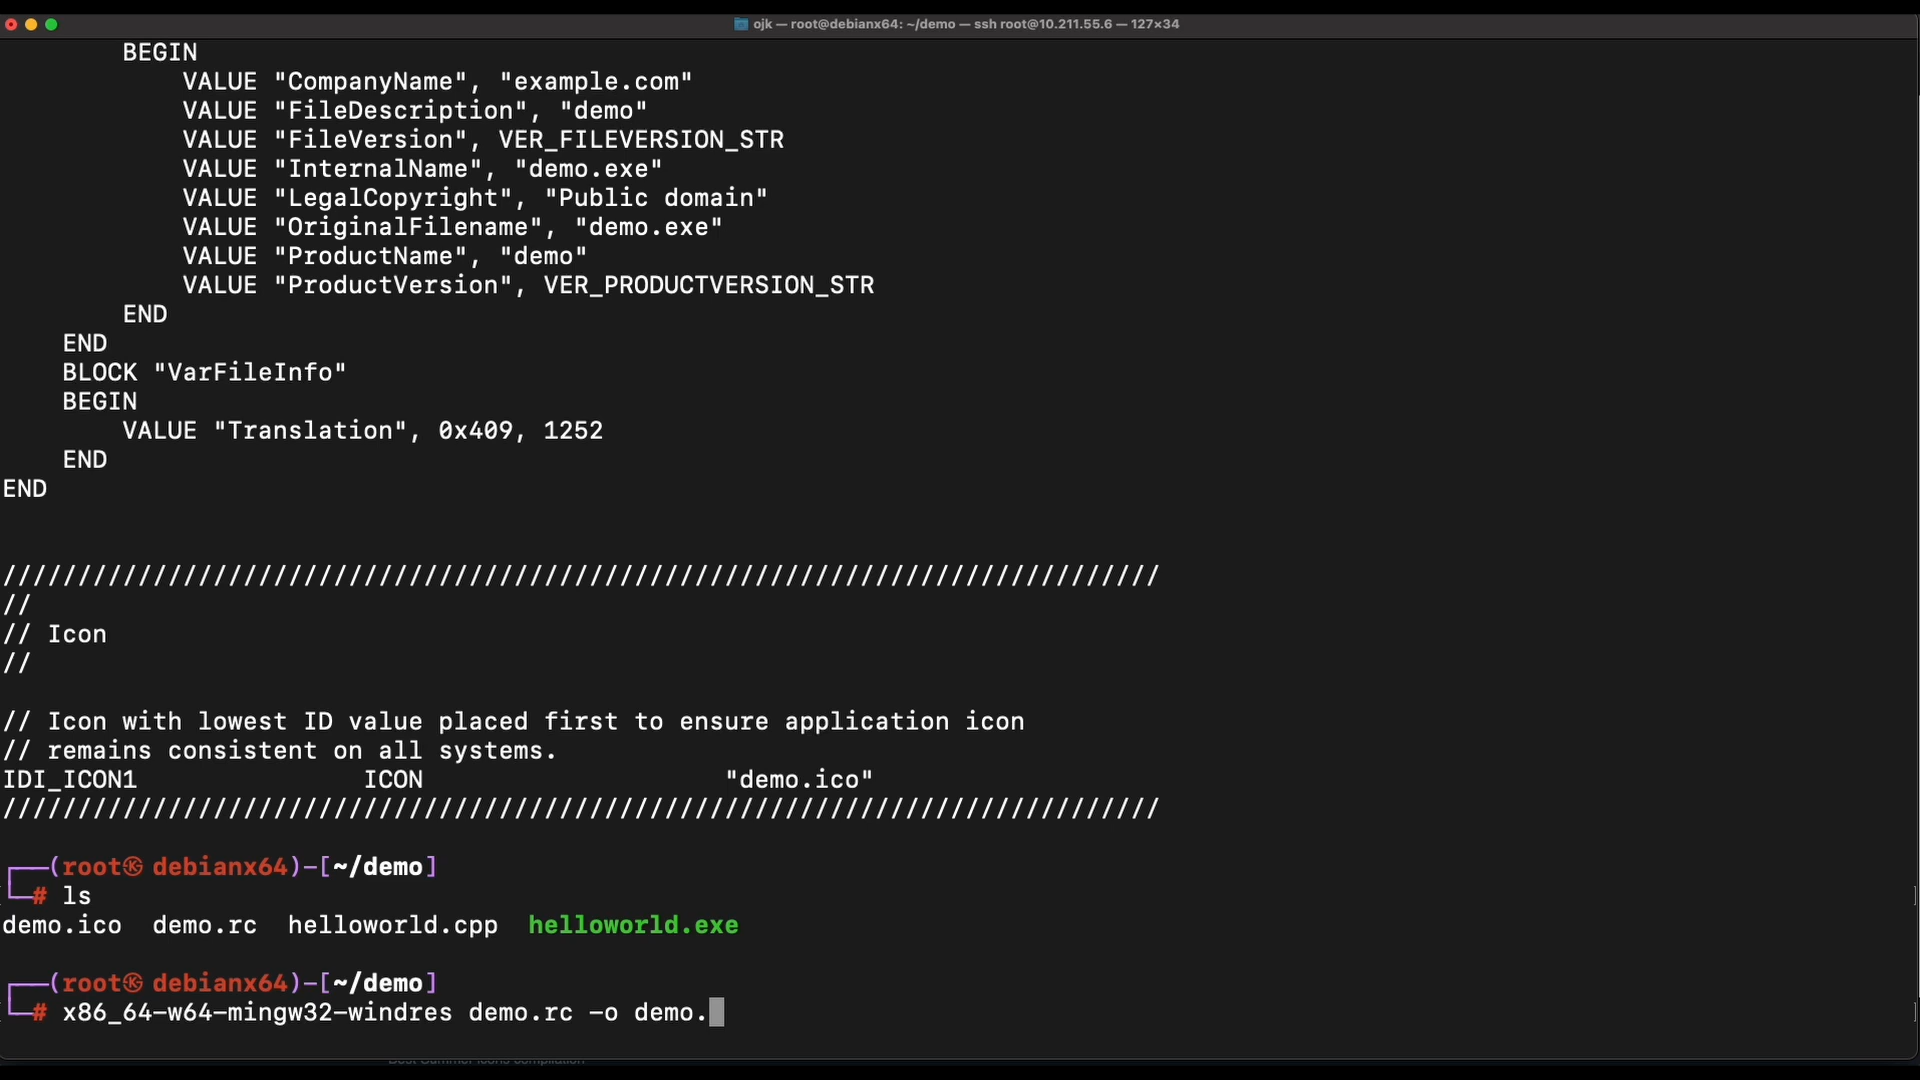 ojk — root@debianx64: ~/demo — ssh root@10.211.55.6 — 127×34
        BEGIN
            VALUE "CompanyName", "example.com"
            VALUE "FileDescription", "demo"
            VALUE "FileVersion", VER_FILEVERSION_STR
            VALUE "InternalName", "demo.exe"
            VALUE "LegalCopyright", "Public domain"
            VALUE "OriginalFilename", "demo.exe"
            VALUE "ProductName", "demo"
            VALUE "ProductVersion", VER_PRODUCTVERSION_STR
        END
    END
    BLOCK "VarFileInfo"
    BEGIN
        VALUE "Translation", 0x409, 1252
    END
END
/////////////////////////////////////////////////////////////////////////////
//
// Icon
//
// Icon with lowest ID value placed first to ensure application icon
// remains consistent on all systems.
IDI_ICON1               ICON                    "demo.ico"
/////////////////////////////////////////////////////////////////////////////
┌──(root㉿ debianx64)-[~/demo]
└─# ls
demo.ico  demo.rc  helloworld.cpp  helloworld.exe
┌──(root㉿ debianx64)-[~/demo]
└─# x86_64-w64-mingw32-windres demo.rc -o demo.